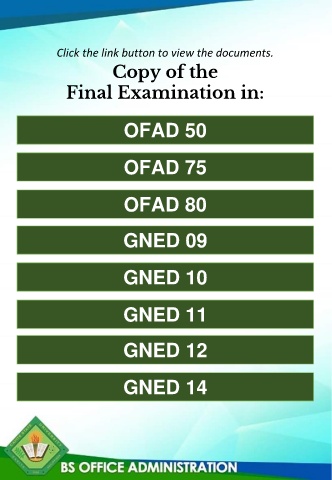 Click the link button to view the documents.
Copy of the
Final Examination in:
OFAD 50
OFAD 75
OFAD 80
GNED 09
GNED 10
GNED 11
GNED 12
GNED 14
BS OFFICE ADMINISTRATION